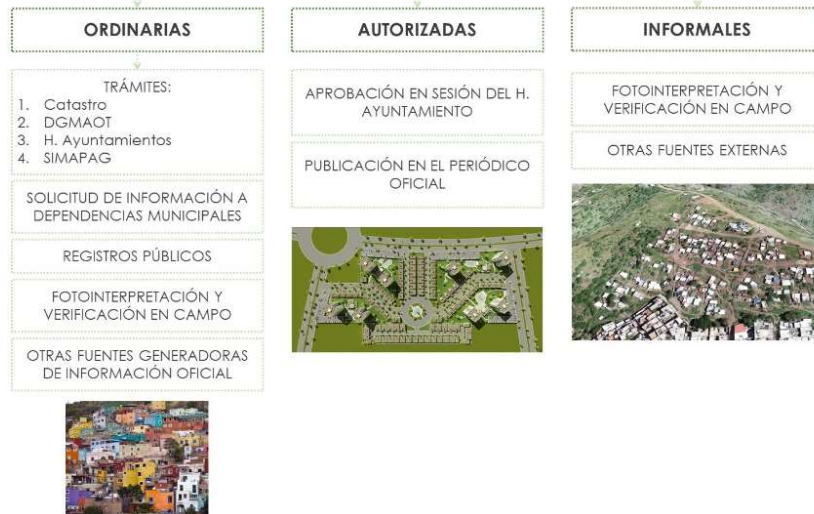 ORDINARIAS
TRÁMITES:
1. Catastro
2. DGMAOT
3. H. Ayuntamientos
4. SIMAPAG
SOLICITUD DE INFORMACIÓN A
DEPENDENCIAS MUNICIPALES
REGISTROS PÚBLICOS
FOTOINTERPRETACIÓN Y
VERIFICACIÓN EN CAMPO
OTRAS FUENTES GENERADORAS
DE INFORMACIÓN OFICIAL
AUTORIZADAS
APROBACIÓN EN SESIÓN DEL H.
AYUNTAMIENTO
PUBLICACIÓN EN EL PERIÓDICO
OFICIAL
INFORMALES
FOTOINTERPRETACIÓN Y
VERIFICACIÓN EN CAMPO
OTRAS FUENTES EXTERNAS